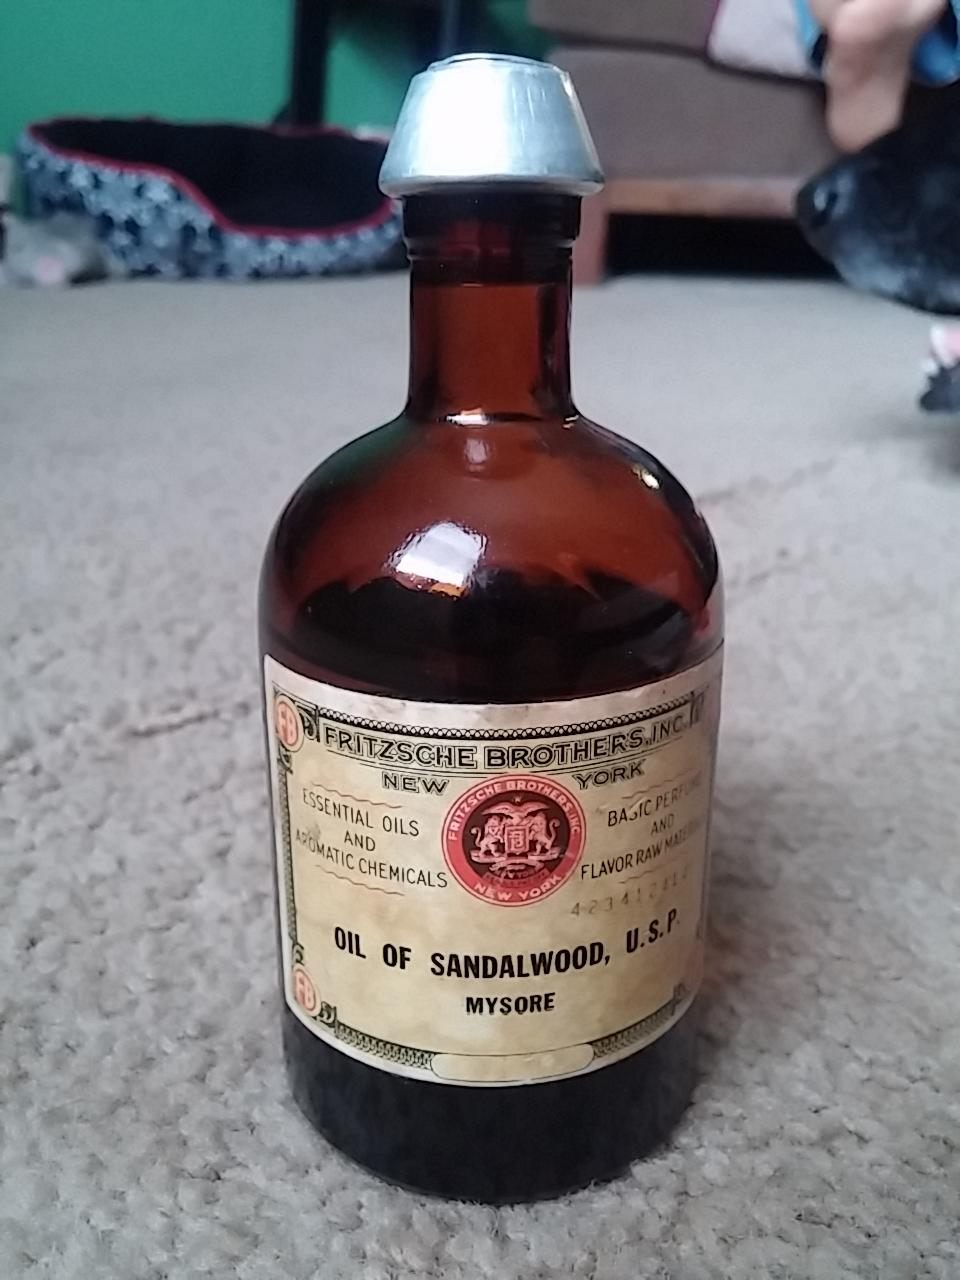 FRITZSCHE BROTHERS, INC.
NEW YORK
ESSENTIAL OILS
AND
AROMATIC CHEMICALS
FRITZSCHE BROTHERS INC.
NEW YORK
BASIC PERFUME
AND
FLAVOR RAW
OIL OF SANDALWOOD, U.S.P.
MYSORE
FB
FB